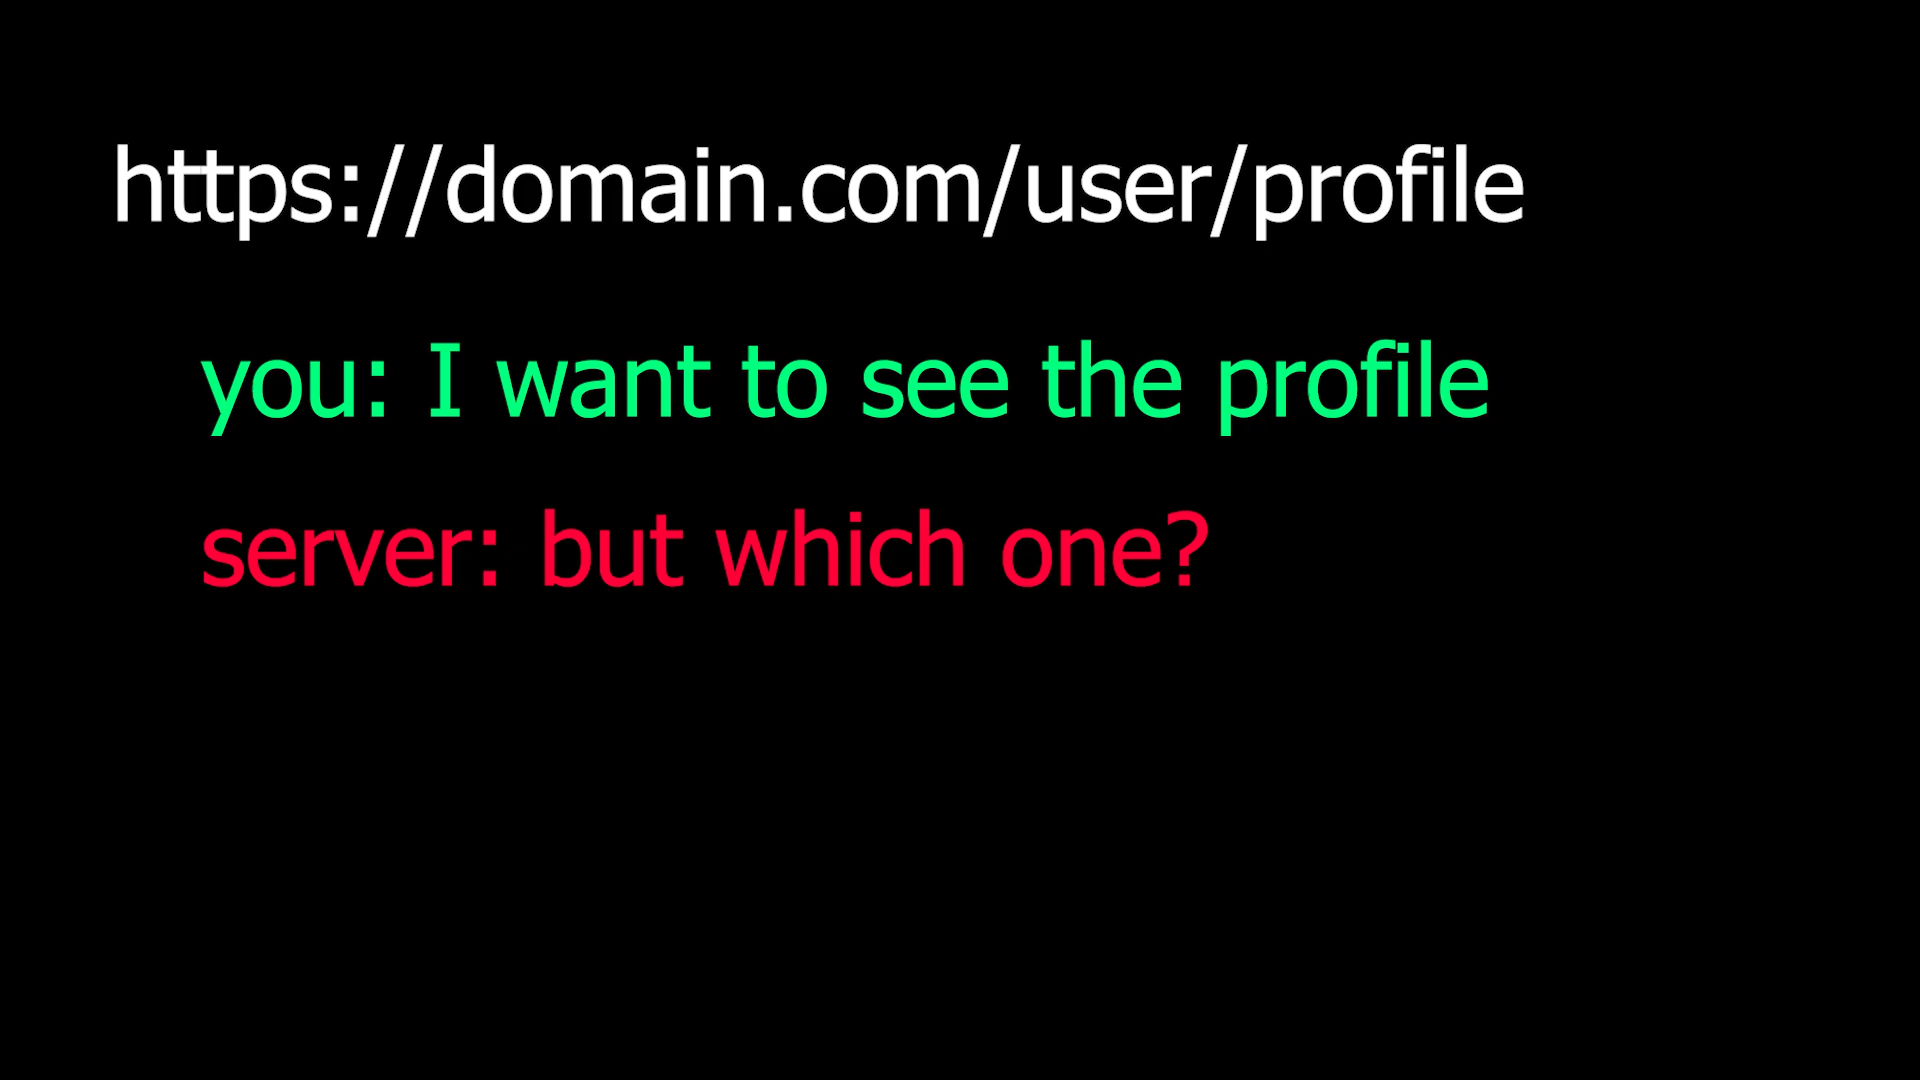 https://domain.com/user/profile
you: I want to see the profile
server: but which one?